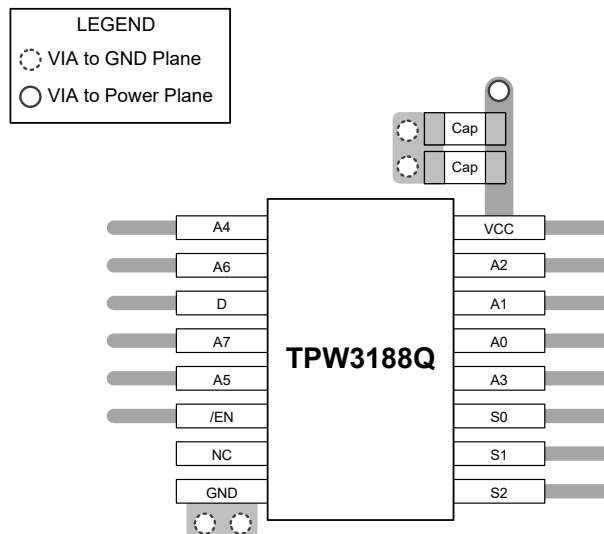 LEGEND
VIA to GND Plane
VIA to Power Plane
Cap
Cap
A4
VCC
A6
A2
D
A1
A7
A0
TPW3188Q
A5
A3
/EN
S0
NC
S1
GND
S2